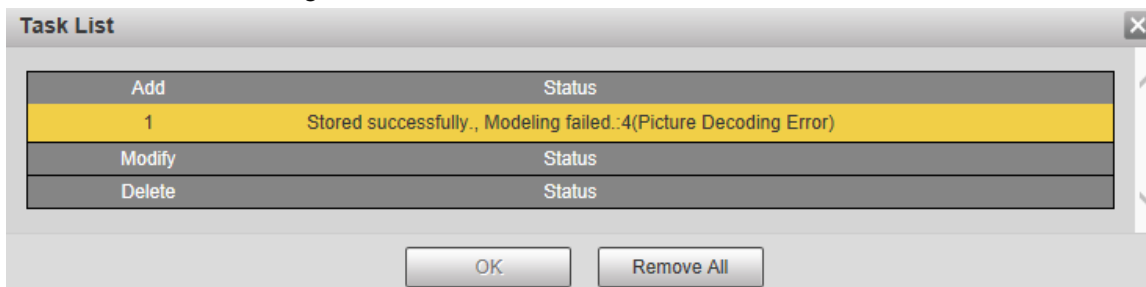 Task List
Add Status
1 Stored successfully., Modeling failed.:4(Picture Decoding Error)
Modify Status
Delete Status
OK Remove All